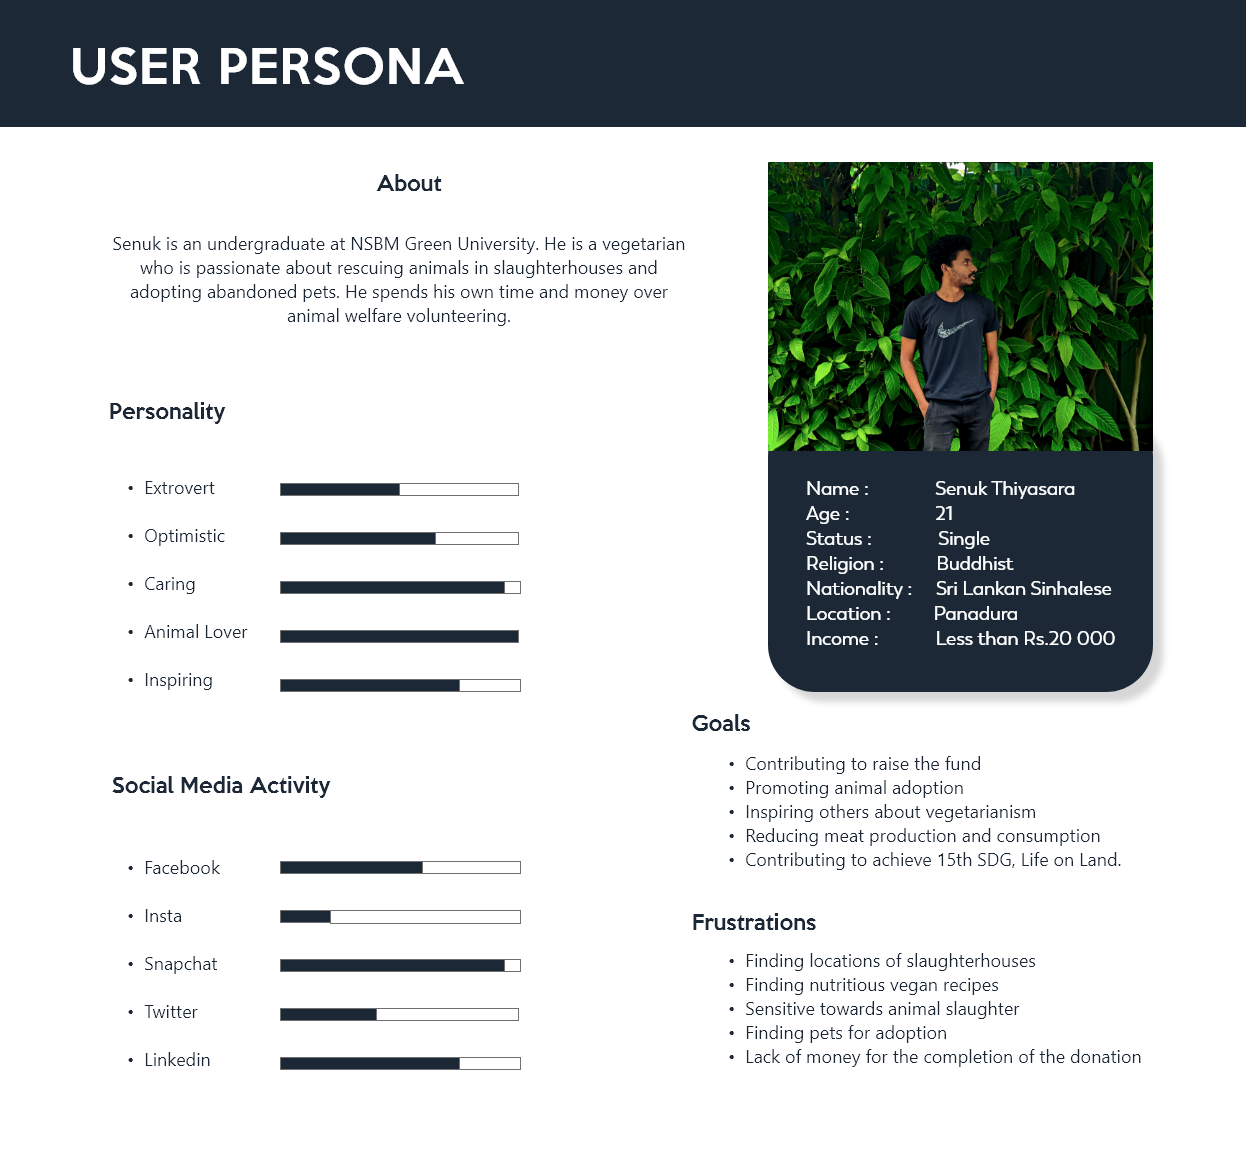 USER PERSONA
About
Senuk is an undergraduate at NSBM Green University. He is a vegetarian
who is passionate about rescuing animals in slaughterhouses and
adopting abandoned pets. He spends his own time and money over
animal welfare volunteering.
Personality
• Extrovert
• Optimistic
• Caring
• Animal Lover
• Inspiring
Social Media Activity
• Facebook
• Insta
• Snapchat
• Twitter
• Linkedin
Name : Senuk Thiyasara
Age : 21
Status : Single
Religion : Buddhist
Nationality : Sri Lankan Sinhalese
Location : Panadura
Income : Less than Rs.20 000
Goals
• Contributing to raise the fund
• Promoting animal adoption
• Inspiring others about vegetarianism
• Reducing meat production and consumption
• Contributing to achieve 15th SDG, Life on Land.
Frustrations
• Finding locations of slaughterhouses
• Finding nutritious vegan recipes
• Sensitive towards animal slaughter
• Finding pets for adoption
• Lack of money for the completion of the donation